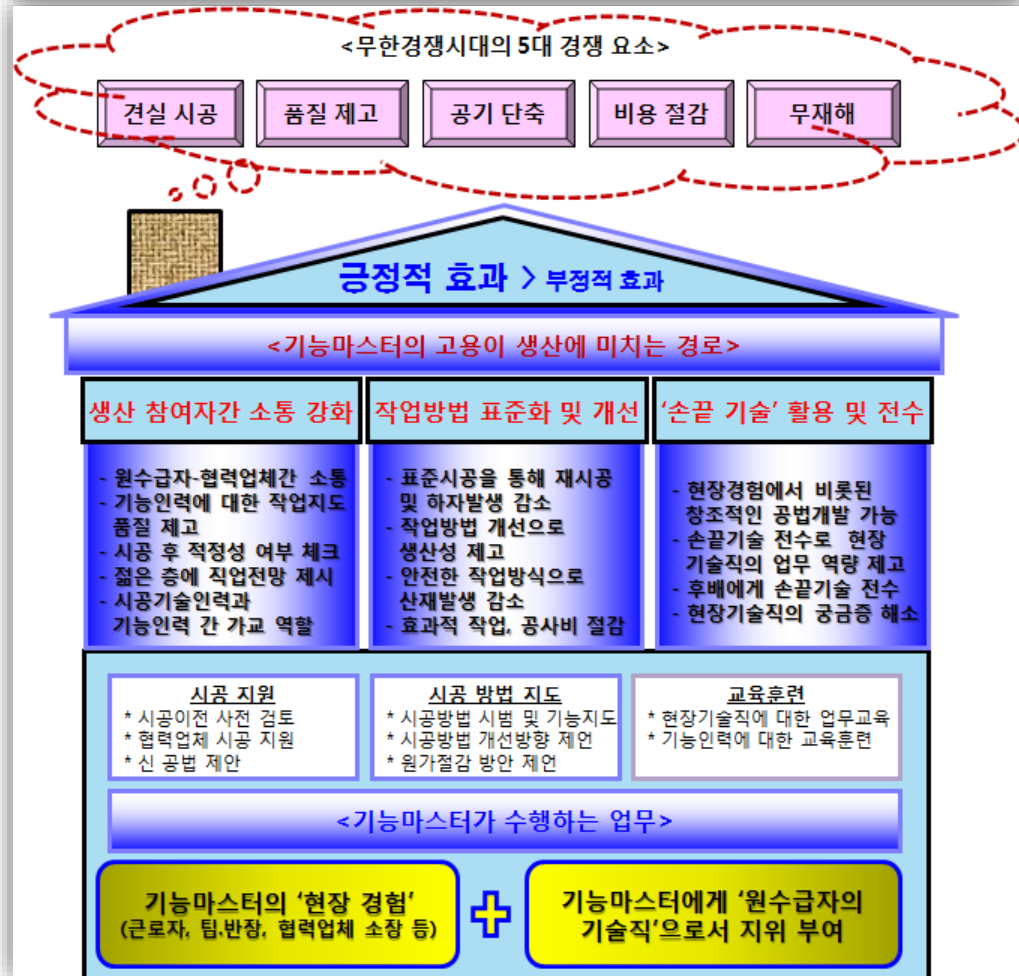 <무한경쟁시대의 5대 경쟁 요소>
견실 시공
품질 제고
공기 단축
비용 절감
무재해
긍정적 효과 > 부정적 효과
<기능마스터의 고용이 생산에 미치는 경로>
생산 참여자간 소통 강화
- 원수급자-협력업체간 소통
- 기능인력에 대한 작업지도
품질 제고
- 시공 후 적정성 여부 체크
- 젊은 층에 직업전망 제시
- 시공기술인력과
기능인력 간 가교 역할
작업방법 표준화 및 개선
- 표준시공을 통해 재시공
및 하자발생 감소
- 작업방법 개선으로
생산성 제고
- 안전한 작업방식으로
산재발생 감소
- 효과적 작업, 공사비 절감
'손끝 기술' 활용 및 전수
- 현장경험에서 비롯된
창조적인 공법개발 가능
- 손끝기술 전수로 현장
기술직의 업무 역량 제고
- 후배에게 손끝기술 전수
- 현장기술직의 궁금증 해소
시공 지원
* 시공이전 사전 검토
* 협력업체 시공 지원
* 신 공법 제안
시공 방법 지도
* 시공방법 시범 및 기능지도
* 시공방법 개선방향 제언
* 원가절감 방안 제언
교육훈련
* 현장기술직에 대한 업무교육
* 기능인력에 대한 교육훈련
<기능마스터가 수행하는 업무>
기능마스터의 '현장 경험'
(근로자, 팀.반장, 협력업체 소장 등)
기능마스터에게 '원수급자의
기술직'으로서 지위 부여